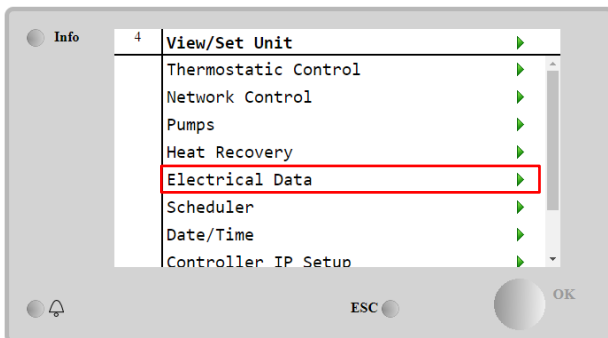 Info
4 View/Set Unit
Thermostatic Control
Network Control
Pumps
Heat Recovery
Electrical Data
Scheduler
Date/Time
Controller IP Setup
ESC
OK